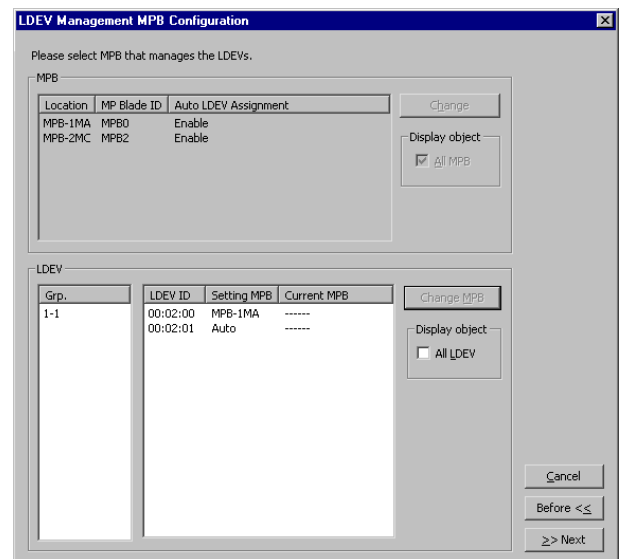 LDEV Management MPB Configuration
Please select MPB that manages the LDEVs.
MPB
Location MP Blade ID Auto LDEV Assignment
MPB-1MA MPB0 Enable
MPB-2MC MPB2 Enable
Change
Display object
All MPB
LDEV
Grp.
1-1
LDEV ID Setting MPB Current MPB
00:02:00 MPB-1MA ------
00:02:01 Auto ------
Change MPB
Display object
All LDEV
Cancel
Before <<
>> Next